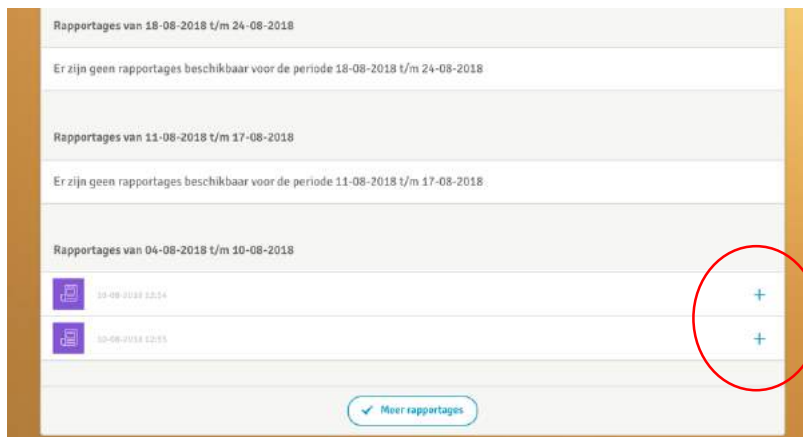 Rapportages van 18-08-2018 t/m 24-08-2018
Er zijn geen rapportages beschikbaar voor de periode 18-08-2018 t/m 24-08-2018
Rapportages van 11-08-2018 t/m 17-08-2018
Er zijn geen rapportages beschikbaar voor de periode 11-08-2018 t/m 17-08-2018
Rapportages van 04-08-2018 t/m 10-08-2018
Meer rapportages